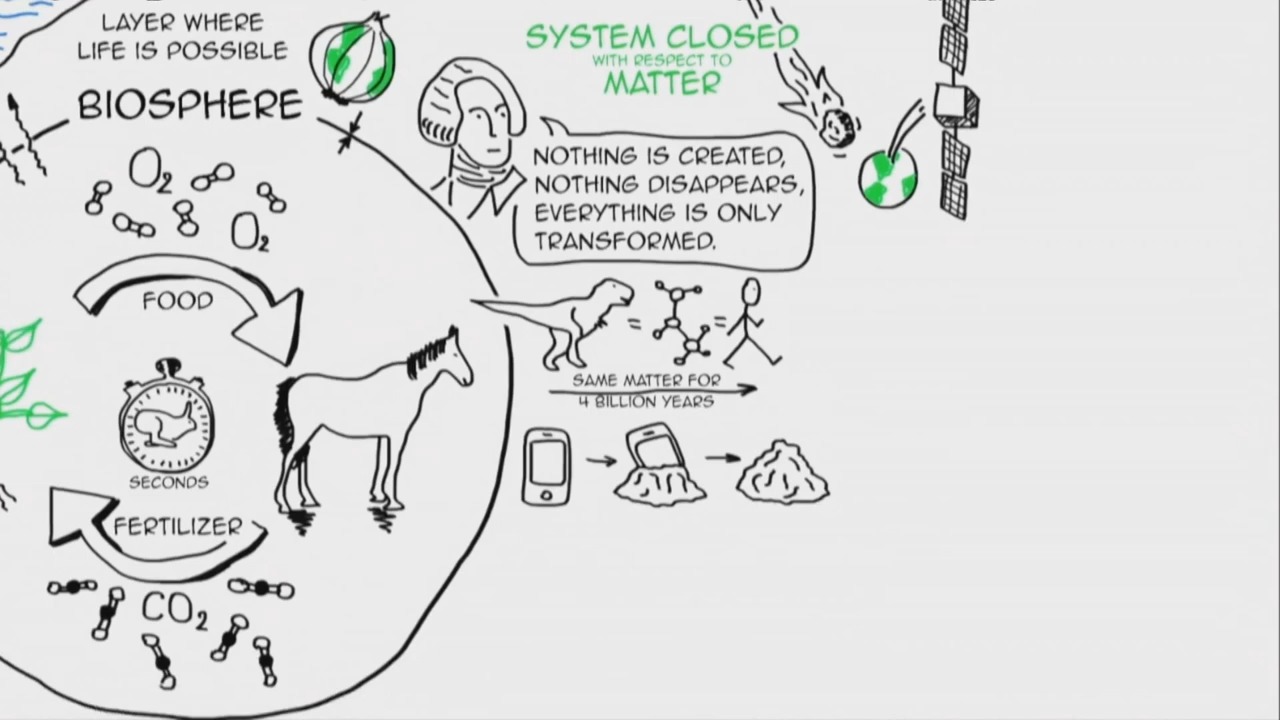 LAYER WHERE
LIFE IS POSSIBLE
BIOSPHERE
O2
O2
FOOD
SECONDS
FERTILIZER
CO2
SYSTEM CLOSED
WITH RESPECT TO
MATTER
NOTHING IS CREATED,
NOTHING DISAPPEARS,
EVERYTHING IS ONLY
TRANSFORMED.
=
=
SAME MATTER FOR
4 BILLION YEARS